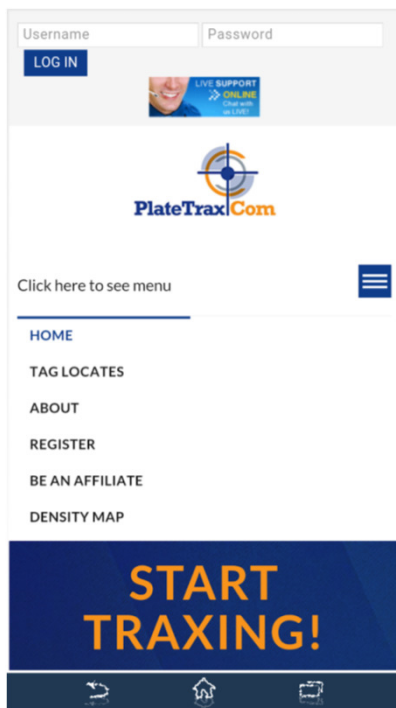 Username Password
LOG IN
LIVE SUPPORT
ONLINE
Chat with
us LIVE!
PlateTrax Com
Click here to see menu
HOME
TAG LOCATES
ABOUT
REGISTER
BE AN AFFILIATE
DENSITY MAP
START
TRAXING!